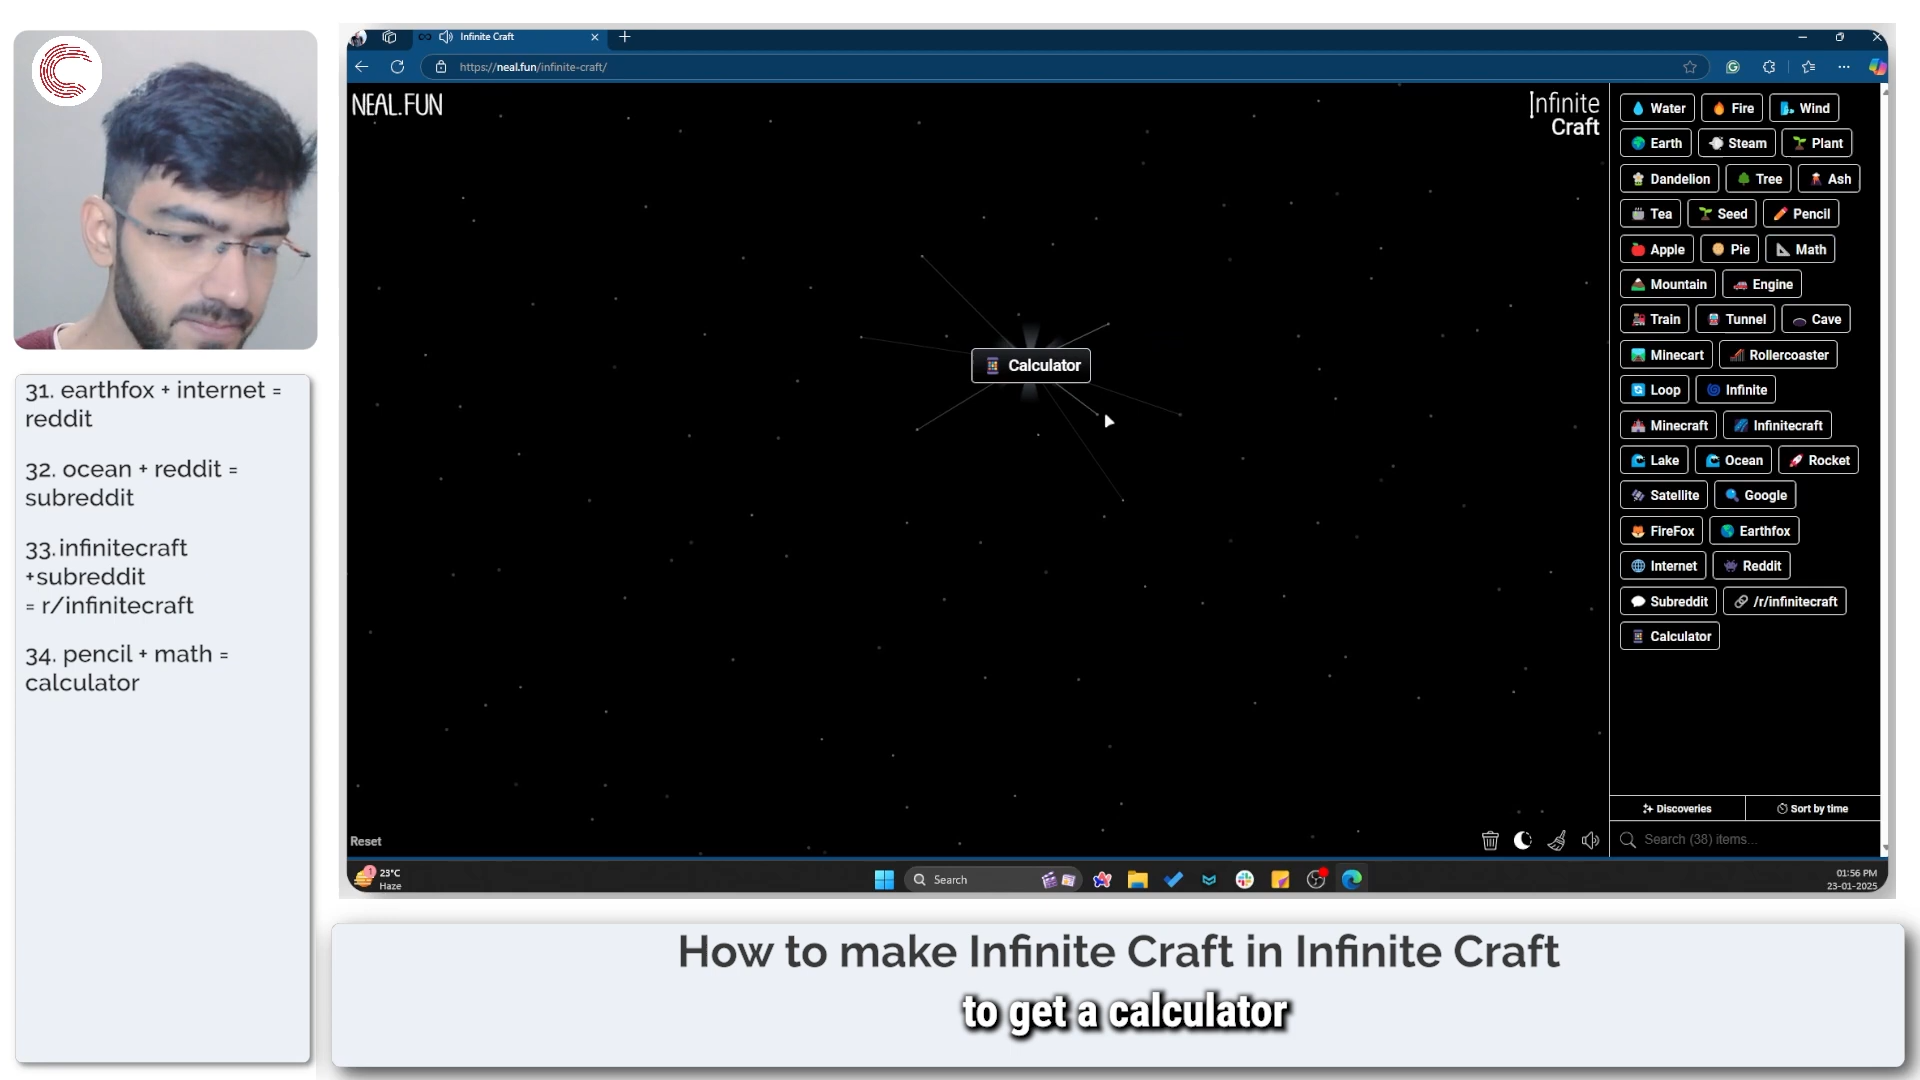 31. earthfox + internet =
reddit
32. ocean + reddit =
subreddit
33. infinitecraft
+subreddit
= r/infinitecraft
34. pencil + math =
calculator
Infinite Craft
https://neal.fun/infinite-craft/
NEAL.FUN
Infinite
Craft
Calculator
Water Fire Wind
Earth Steam Plant
Dandelion Tree Ash
Tea Seed Pencil
Apple Pie Math
Mountain Engine
Train Tunnel Cave
Minecart Rollercoaster
Loop Infinite
Minecraft Infinitecraft
Lake Ocean Rocket
Satellite Google
FireFox Earthfox
Internet Reddit
Subreddit /r/infinitecraft
Calculator
Discoveries Sort by time
Search (38) items...
Reset
1
23°C
Haze
Search
01:56 PM
23-01-2025
How to make Infinite Craft in Infinite Craft
to get a calculator